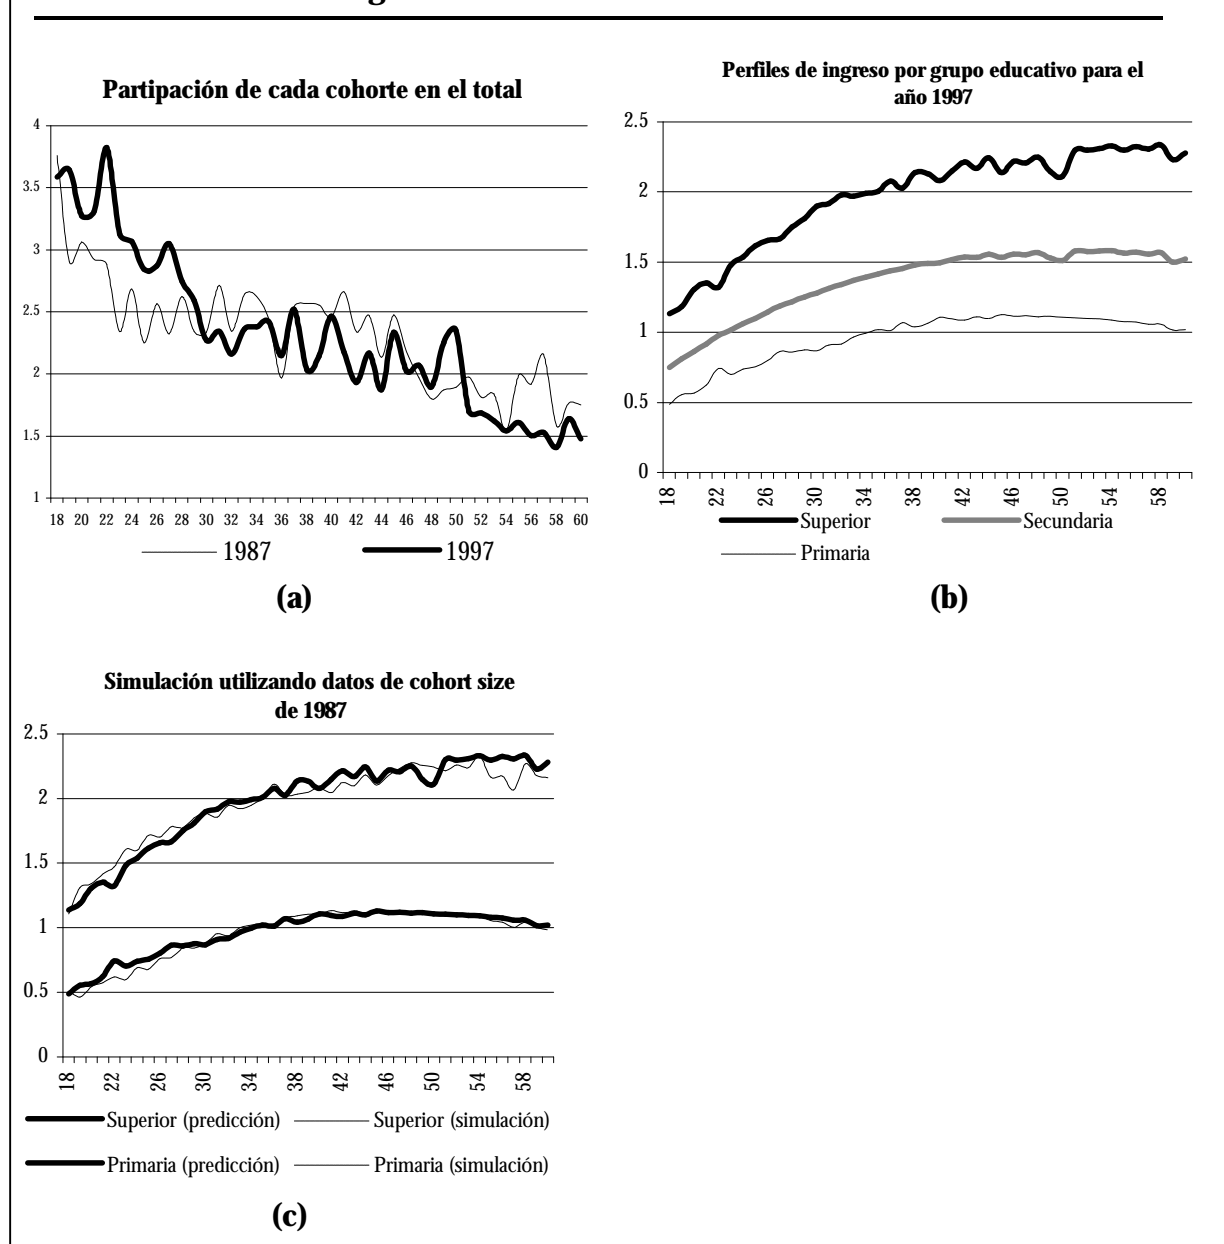 Partipación de cada cohorte en el total
4
3.5
3
2.5
2
1.5
1
18 20 22 24 26 28 30 32 34 36 38 40 42 44 46 48 50 52 54 56 58 60
1987 1997
(a)
Perfiles de ingreso por grupo educativo para el
año 1997
2.5
2
1.5
1
0.5
0
18 22 26 30 34 38 42 46 50 54 58
Superior Secundaria
Primaria
(b)
Simulación utilizando datos de cohort size
de 1987
2.5
2
1.5
1
0.5
0
18 22 26 30 34 38 42 46 50 54 58
Superior (predicción) Superior (simulación)
Primaria (predicción) Primaria (simulación)
(c)